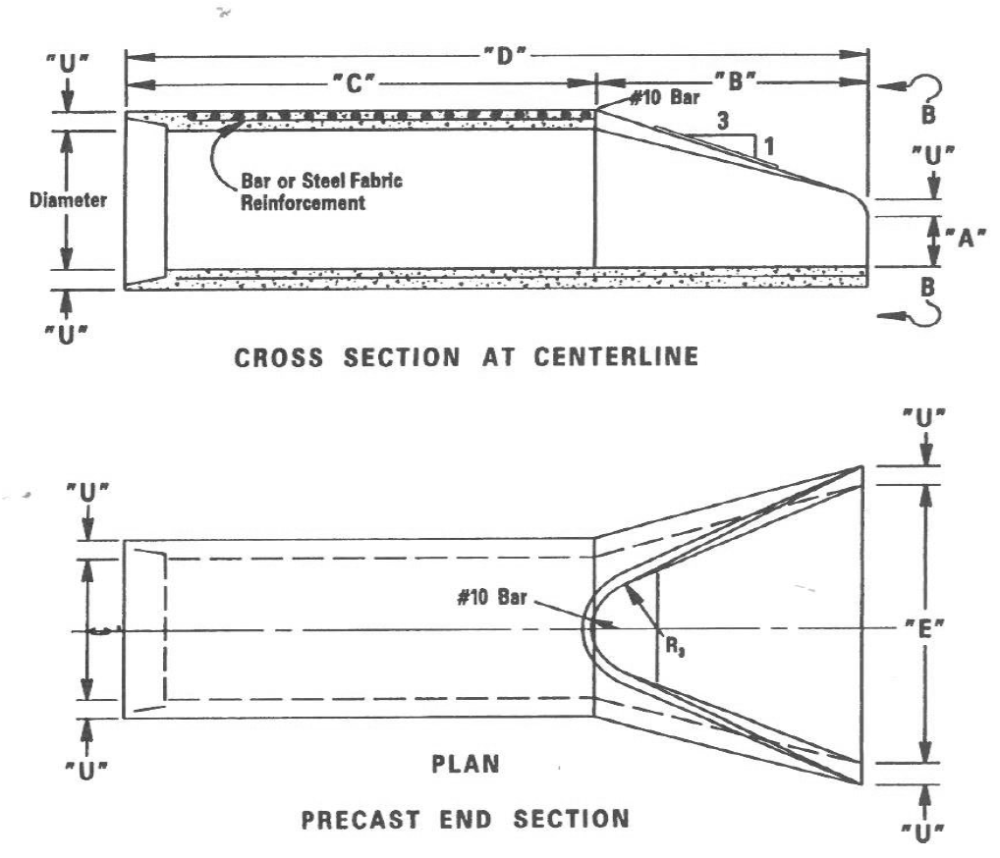 "D"
"U"
"C"
"B"
#10 Bar
B
3
1
"U"
Diameter
Bar or Steel Fabric
Reinforcement
"A"
B
"U"
CROSS SECTION AT CENTERLINE
"U"
"U"
#10 Bar
"E"
R₃
"U"
PLAN
PRECAST END SECTION
"U"